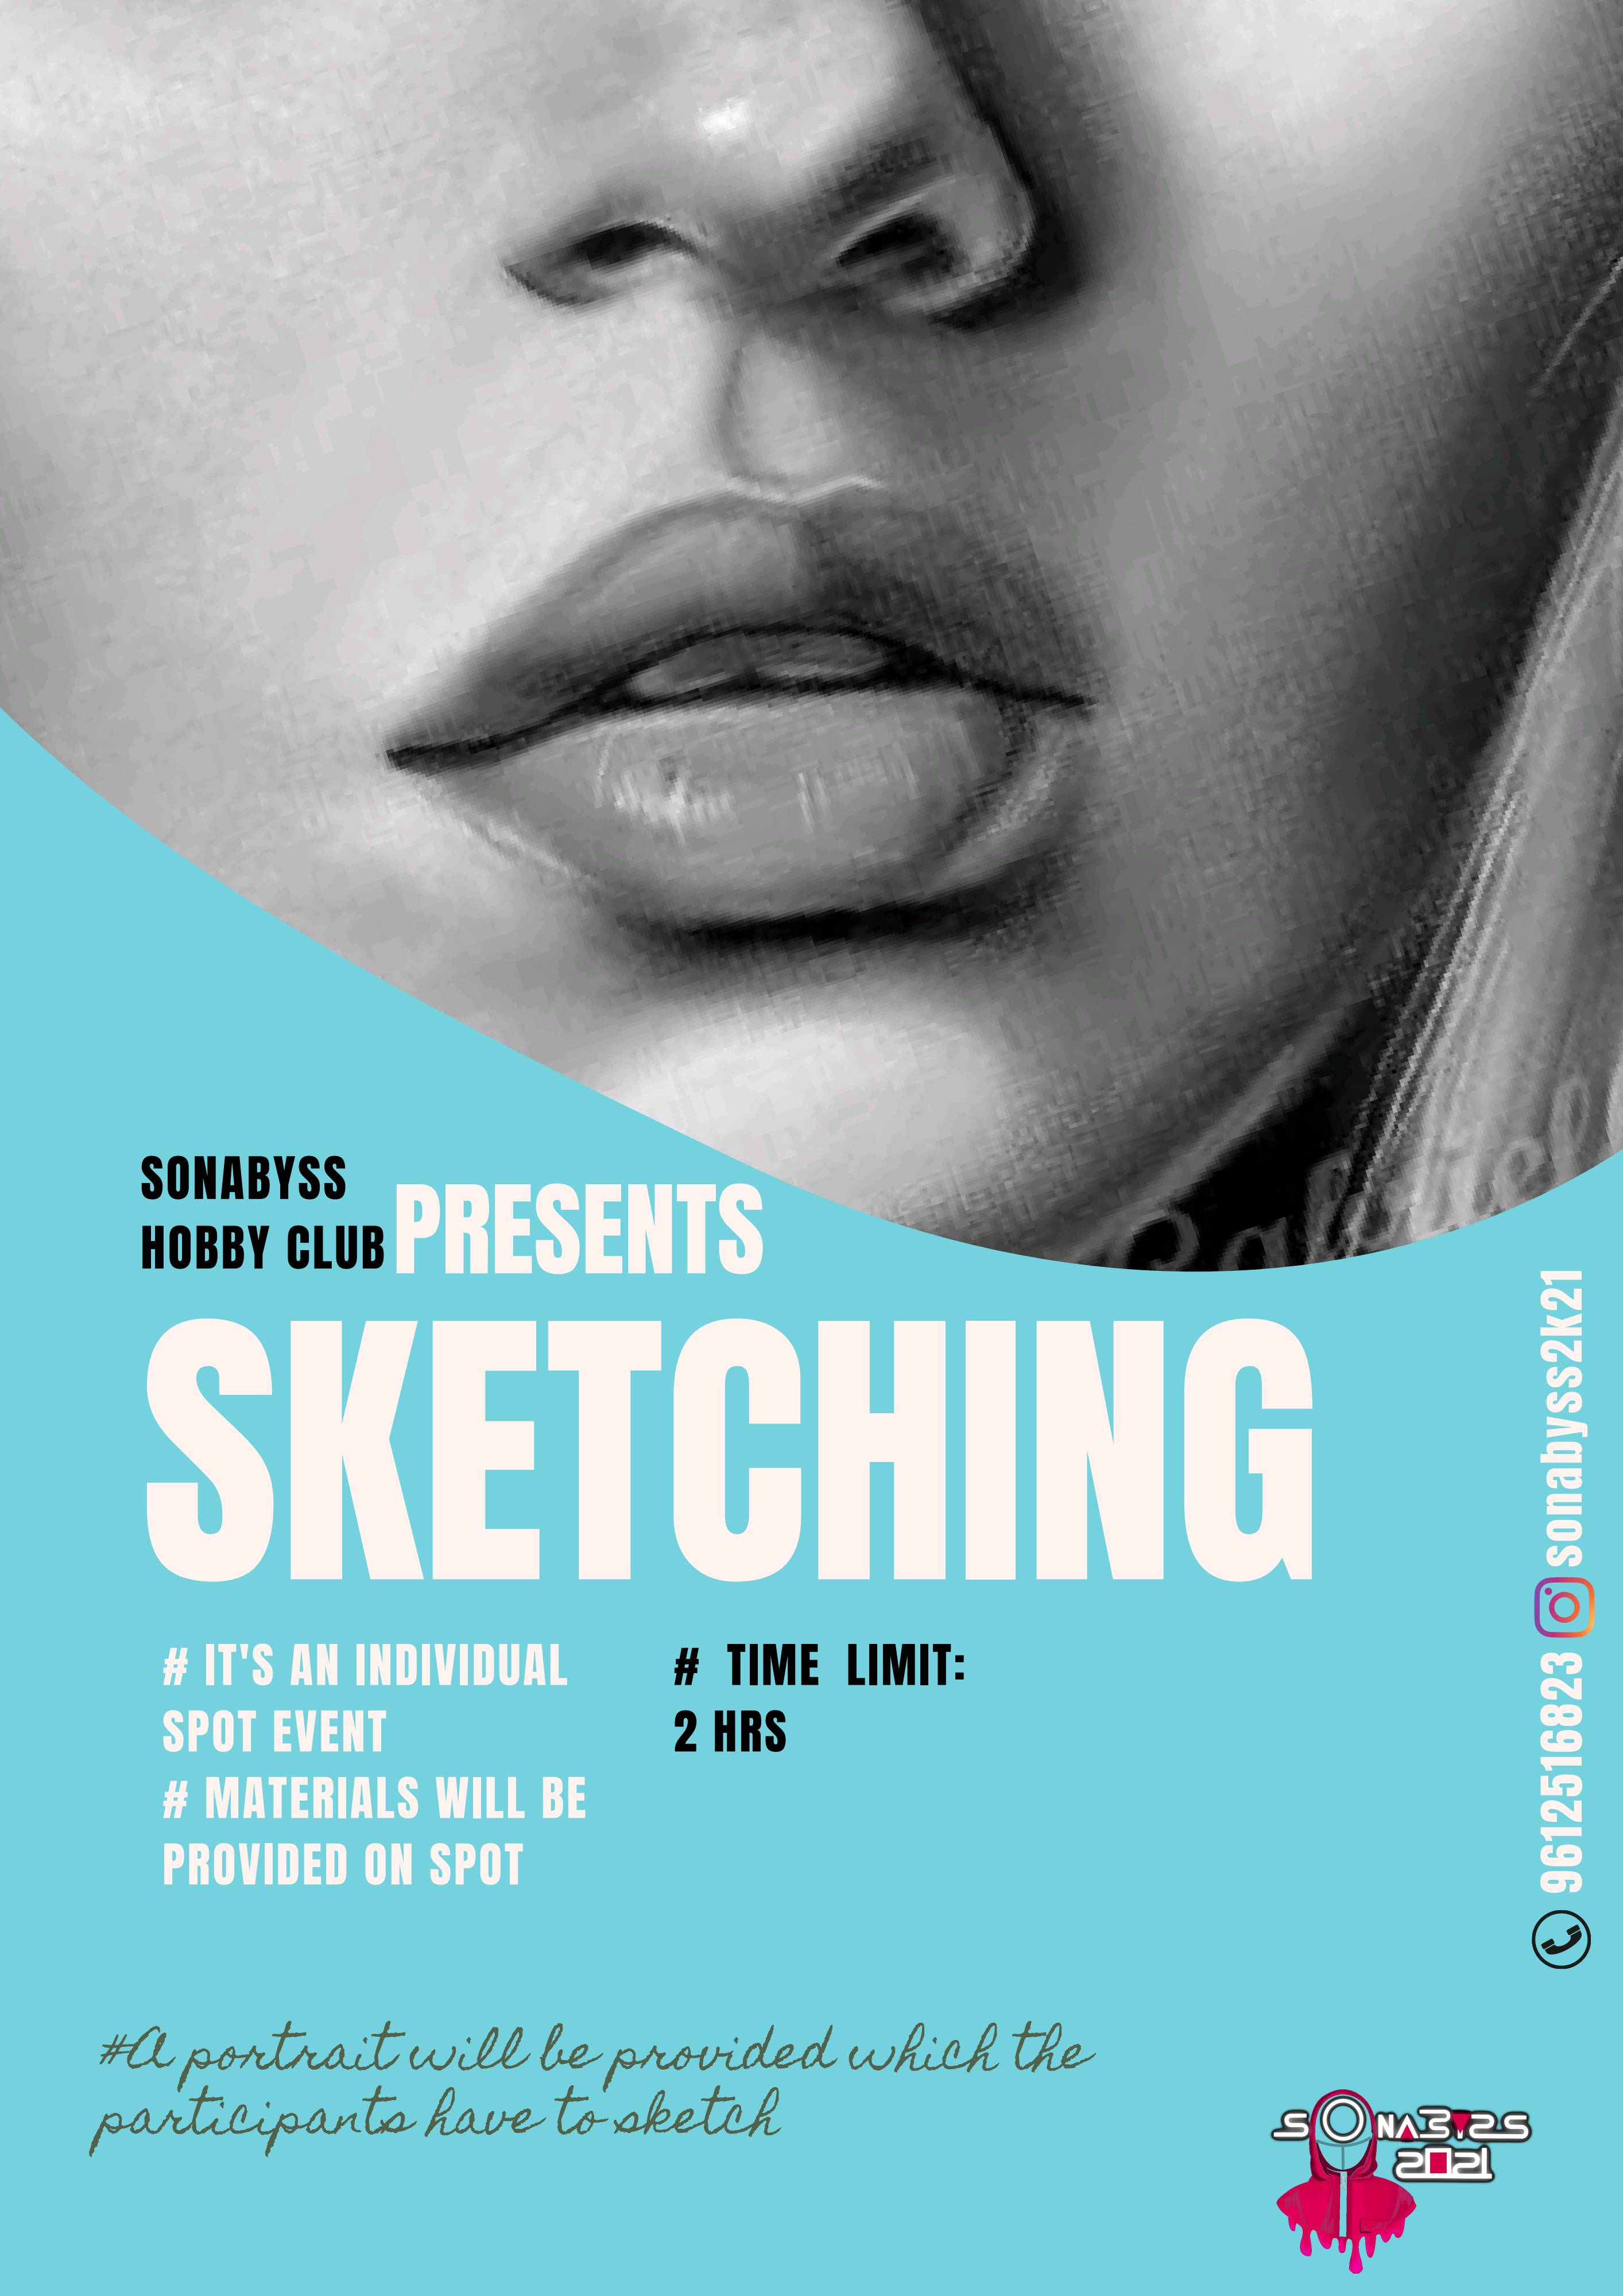 SONABYSS
HOBBY CLUB
PRESENTS
SKETCHING
# IT'S AN INDIVIDUAL
SPOT EVENT
# MATERIALS WILL BE
PROVIDED ON SPOT
# TIME LIMIT:
2 HRS
#A portrait will be provided which the
participants have to sketch
9612516823
sonabyss2k21
SONABYSS
2021